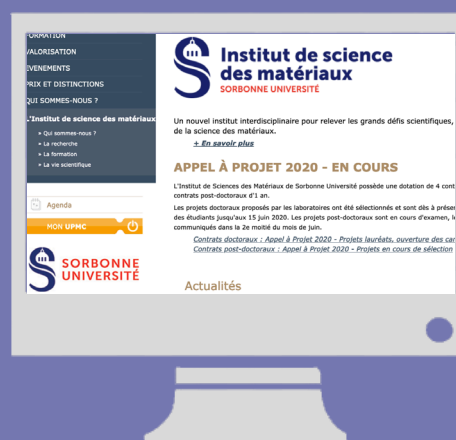 FORMATION
VALORISATION
EVENEMENTS
PRIX ET DISTINCTIONS
QUI SOMMES-NOUS ?
L'Institut de science des matériaux
» Qui sommes-nous ?
» La recherche
» La formation
» La vie scientifique
Agenda
MON UPMC
SORBONNE
UNIVERSITÉ
Institut de science
des matériaux
SORBONNE UNIVERSITÉ
Un nouvel institut interdisciplinaire pour relever les grands défis scientifiques,
de la science des matériaux.
+ En savoir plus
APPEL À PROJET 2020 - EN COURS
L'Institut de Sciences des Matériaux de Sorbonne Université possède une dotation de 4 cont
contrats post-doctoraux d'1 an.
Les projets doctoraux proposés par les laboratoires ont été sélectionnés et sont dès à présen
des étudiants jusqu'aux 15 juin 2020. Les projets post-doctoraux sont en cours d'examen, le
communiqués dans la 2e moitié du mois de juin.
Contrats doctoraux : Appel à Projet 2020 - Projets lauréats, ouverture des can
Contrats post-doctoraux : Appel à Projet 2020 - Projets en cours de sélection
Actualités